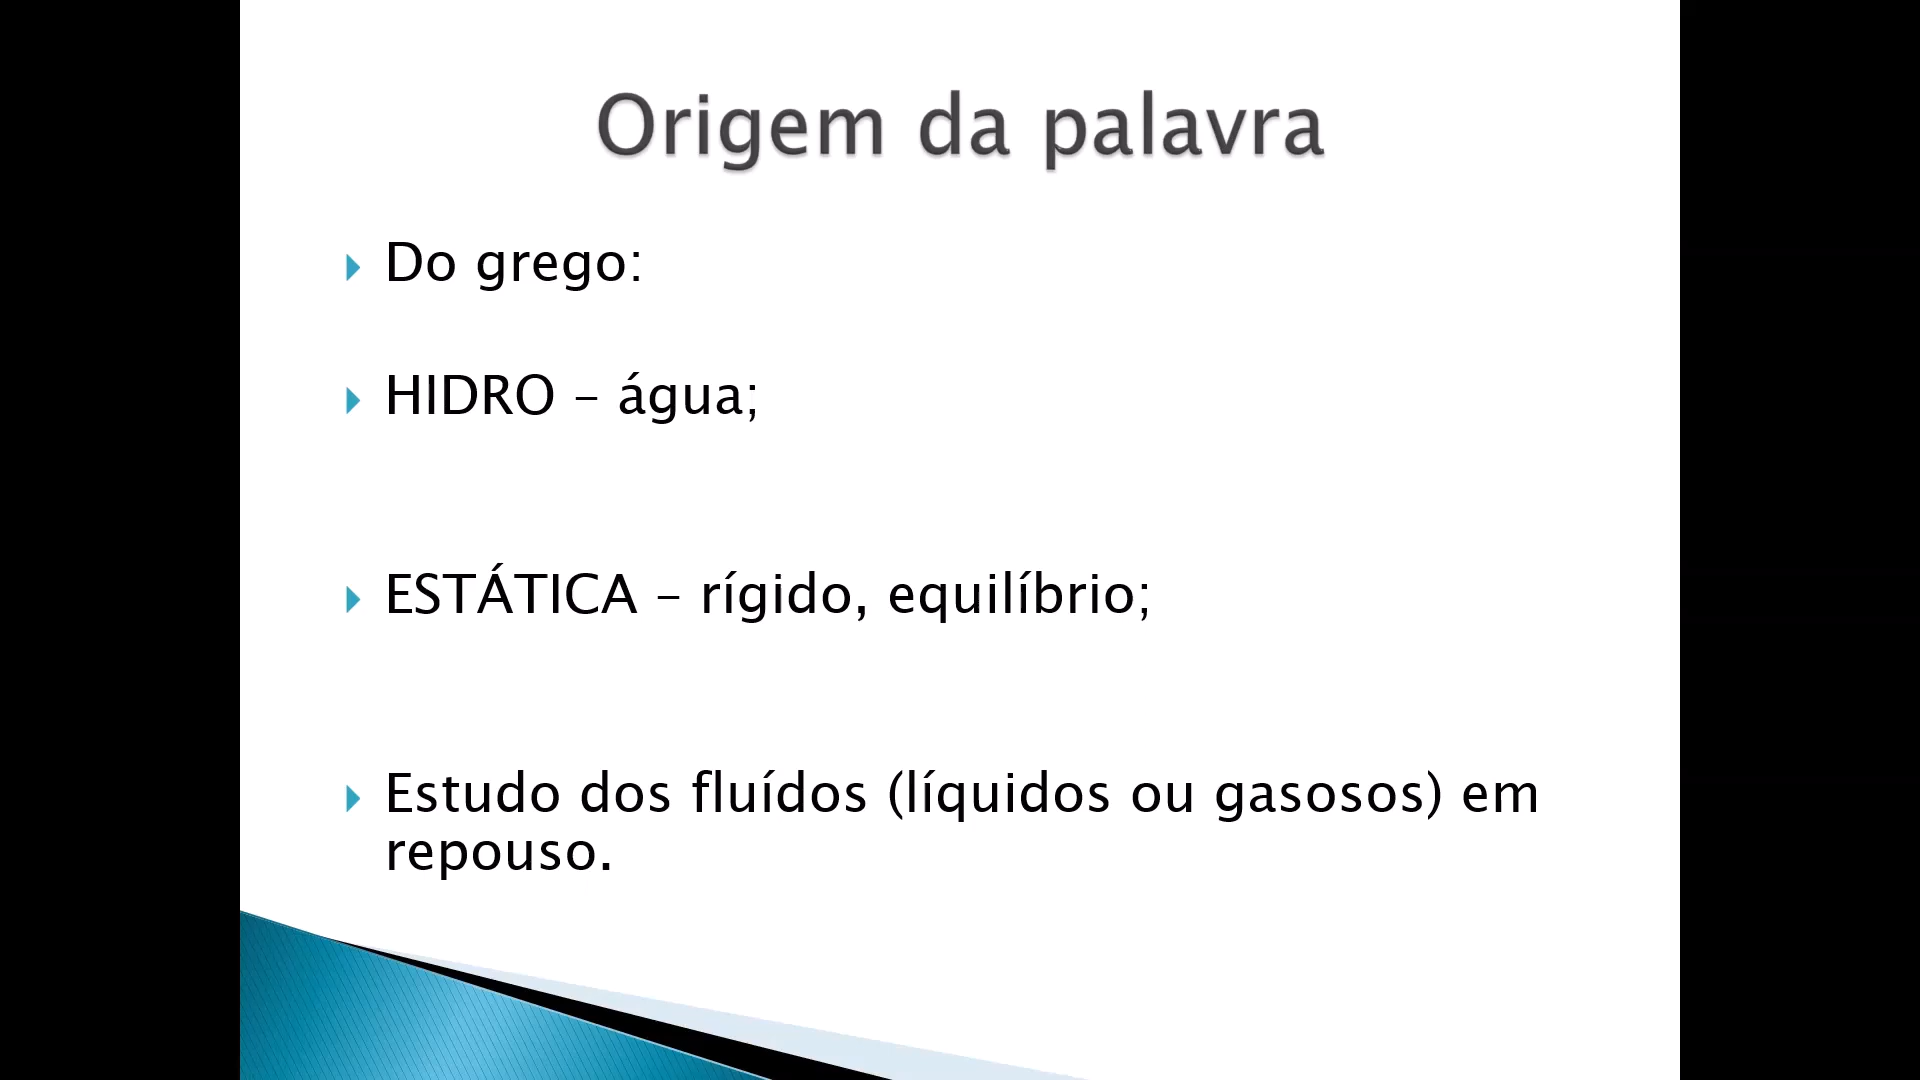 Origem da palavra
Do grego:
HIDRO – água;
ESTÁTICA – rígido, equilíbrio;
Estudo dos fluídos (líquidos ou gasosos) em
repouso.